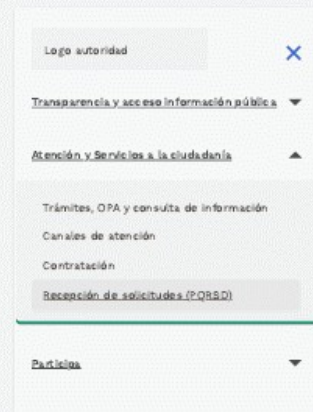 Logo autoridad
Transparencia y acceso información pública
Atención y Servicios a la ciudadanía
Trámites, OPA y consulta de información
Canales de atención
Contratación
Recepción de solicitudes (PQRSD)
Participa